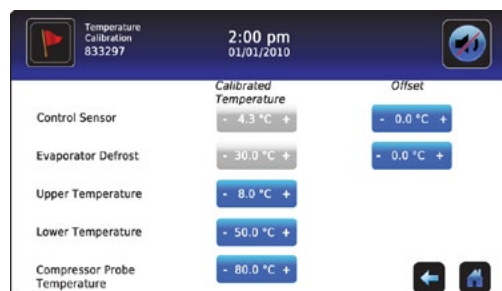 Temperature
Calibration
833297
2:00 pm
01/01/2010
Calibrated
Temperature
Offset
Control Sensor
- 4.3 °C +
- 0.0 °C +
Evaporator Defrost
- 30.0 °C +
- 0.0 °C +
Upper Temperature
- 8.0 °C +
Lower Temperature
- 50.0 °C +
Compressor Probe
Temperature
- 80.0 °C +